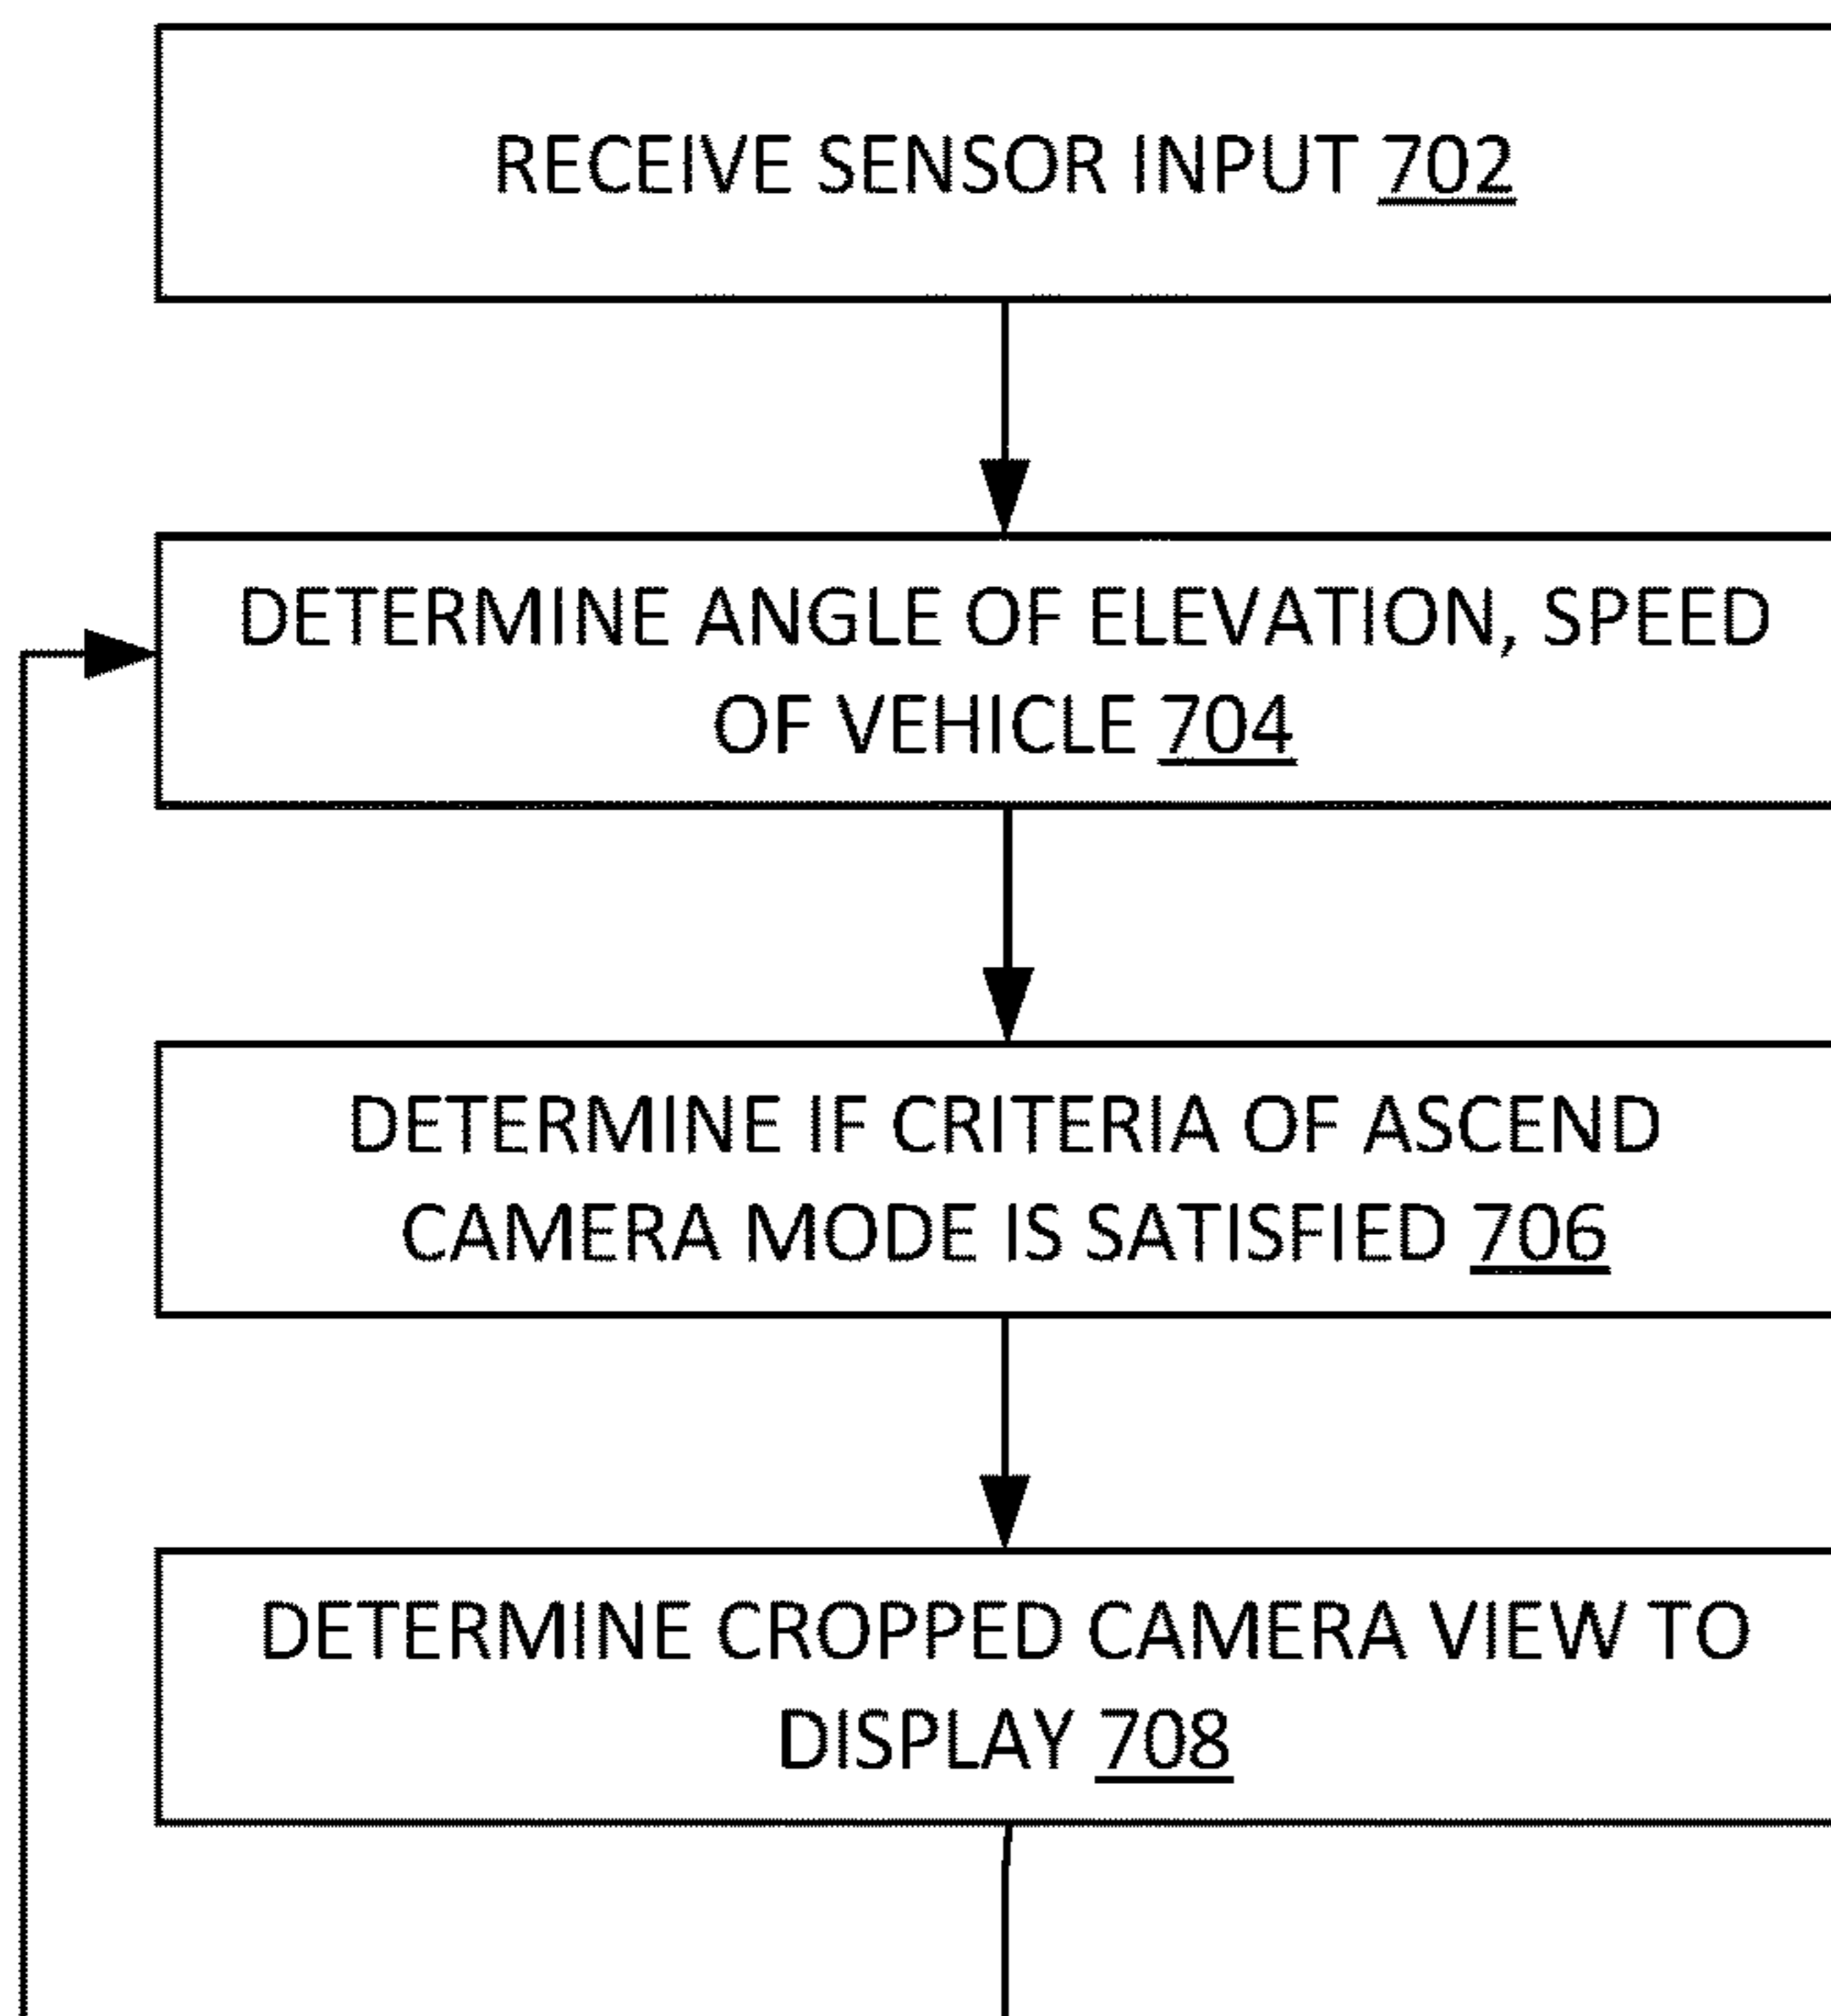 RECEIVE SENSOR INPUT 702
DETERMINE ANGLE OF ELEVATION, SPEED
OF VEHICLE 704
DETERMINE IF CRITERIA OF ASCEND
CAMERA MODE IS SATISFIED 706
DETERMINE CROPPED CAMERA VIEW TO
DISPLAY 708